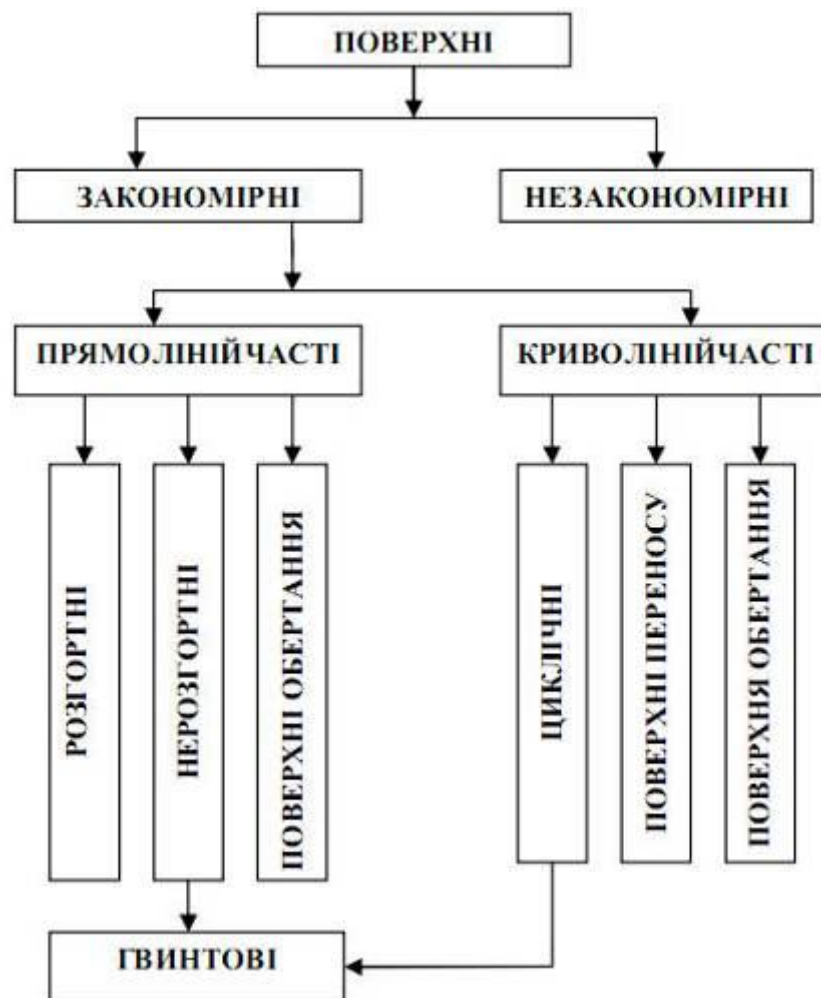 ПОВЕРХНІ
ЗАКОНОМІРНІ
НЕЗАКОНОМІРНІ
ПРЯМОЛІНІЙЧАСТІ
КРИВОЛІНІЙЧАСТІ
РОЗГОРТНІ
НЕРОЗГОРТНІ
ПОВЕРХНІ ОБЕРТАННЯ
ЦИКЛІЧНІ
ПОВЕРХНІ ПЕРЕНОСУ
ПОВЕРХНЯ ОБЕРТАННЯ
ГВИНТОВІ